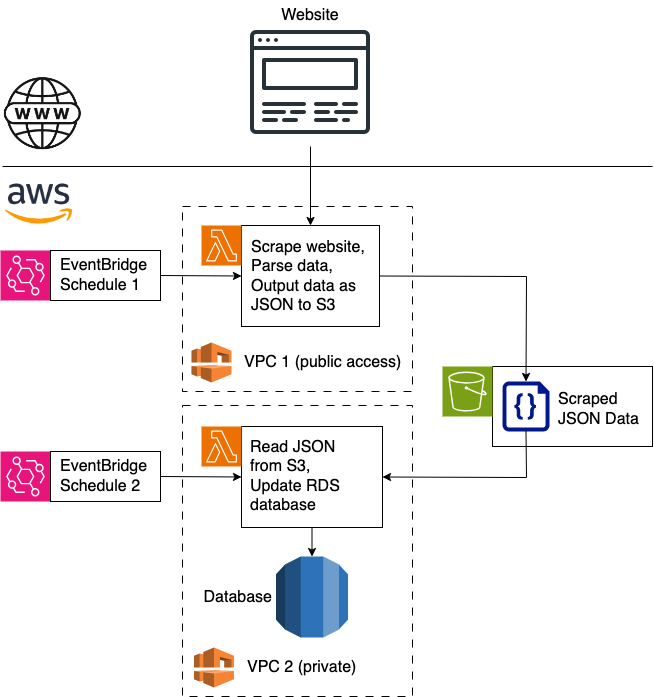 Website
WWW
aws
EventBridge
Schedule 1
Scrape website,
Parse data,
Output data as
JSON to S3
VPC 1 (public access)
{}
Scraped
JSON Data
EventBridge
Schedule 2
Read JSON
from S3,
Update RDS
database
Database
VPC 2 (private)